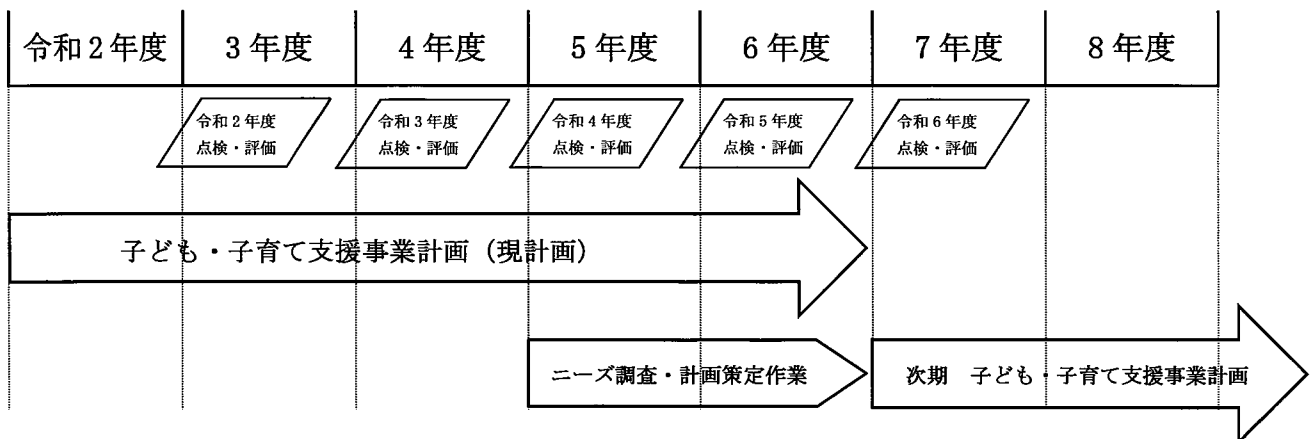 令和2年度 3年度 4年度 5年度 6年度 7年度 8年度
令和2年度
点検・評価
令和3年度
点検・評価
令和4年度
点検・評価
令和5年度
点検・評価
令和6年度
点検・評価
子ども・子育て支援事業計画（現計画）
ニーズ調査・計画策定作業
次期　子ども・子育て支援事業計画